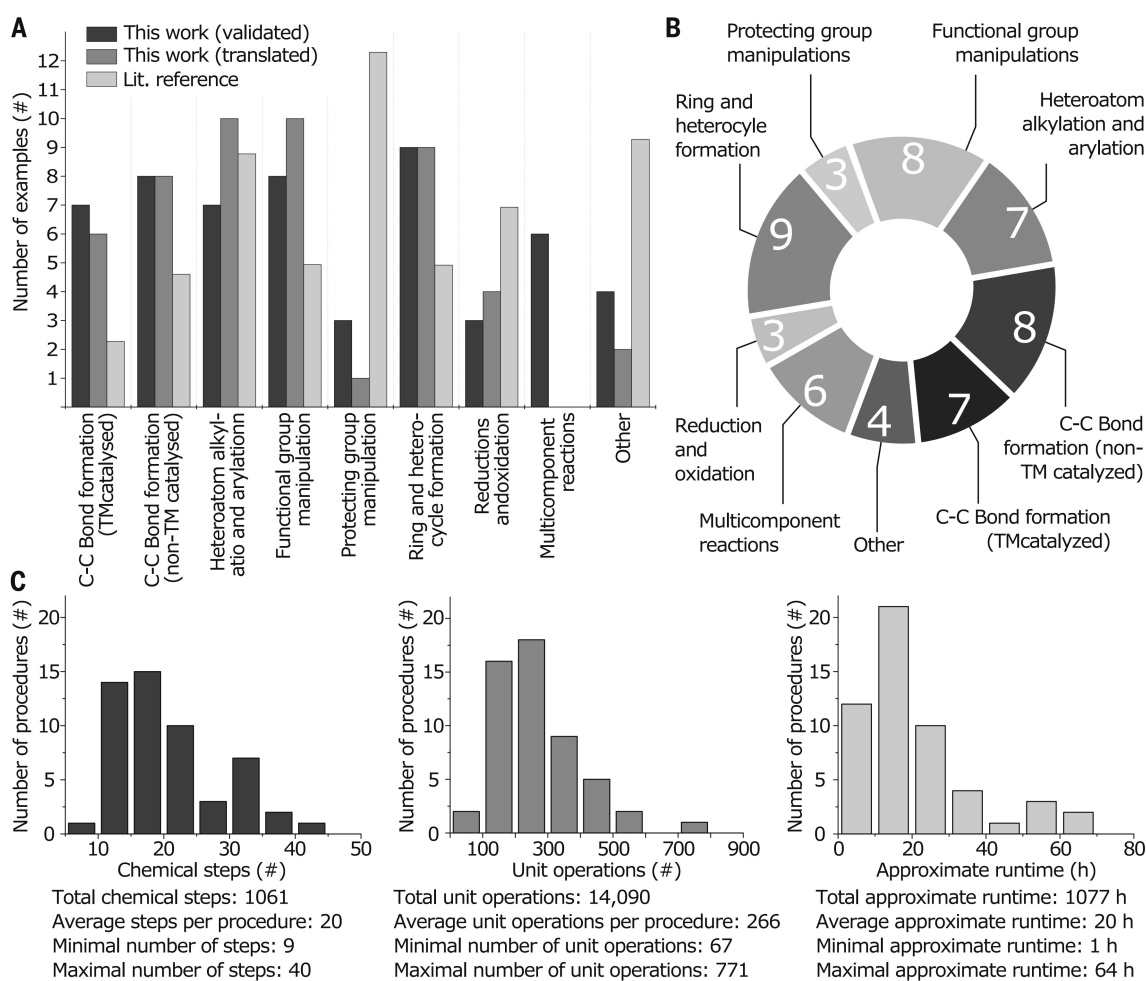 A
This work (validated)
This work (translated)
Lit. reference
Number of examples (#)
12
11
10
9
8
7
6
5
4
3
2
1
C-C Bond formation
(TMcatalysed)
C-C Bond formation
(non-TM catalysed)
Heteroatom alkyl-
atio and arylationn
Functional group
manipulation
Protecting group
manipulation
Ring and hetero-
cycle formation
Reductions
andoxidation
Multicomponent
reactions
Other
B
Protecting group
manipulations
Functional group
manipulations
Ring and
heterocyle
formation
Heteroatom
alkylation and
arylation
3
8
7
9
8
3
6
4
7
Reduction
and
oxidation
C-C Bond
formation (non-
TM catalyzed)
Multicomponent
reactions
Other
C-C Bond formation
(TMcatalyzed)
C
Number of procedures (#)
20
15
10
5
0
10
20
30
40
50
Chemical steps (#)
Total chemical steps: 1061
Average steps per procedure: 20
Minimal number of steps: 9
Maximal number of steps: 40
Number of procedures (#)
20
15
10
5
0
100
300
500
700
900
Unit operations (#)
Total unit operations: 14,090
Average unit operations per procedure: 266
Minimal number of unit operations: 67
Maximal number of unit operations: 771
Number of procedures (#)
20
15
10
5
0
0
20
40
60
80
Approximate runtime (h)
Total approximate runtime: 1077 h
Average approximate runtime: 20 h
Minimal approximate runtime: 1 h
Maximal approximate runtime: 64 h